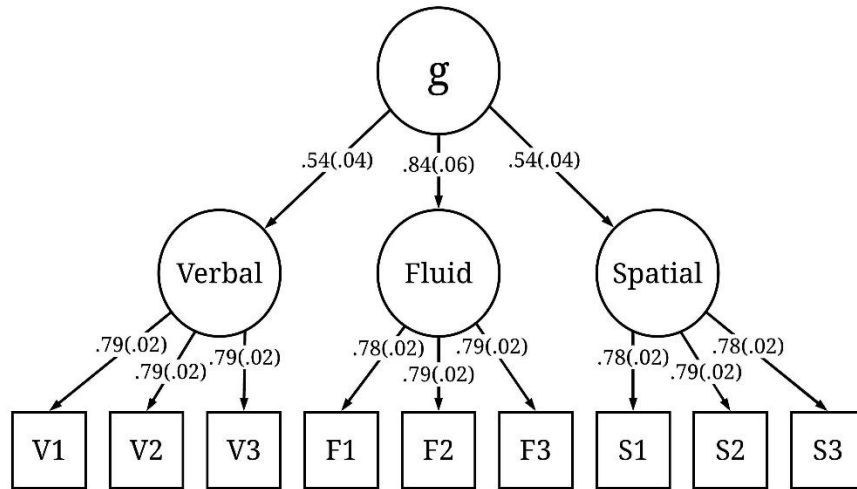 g
.54(.04) .84(.06) .54(.04)
Verbal Fluid Spatial
.79(.02) .79(.02) .79(.02) .78(.02) .79(.02) .79(.02) .78(.02) .79(.02) .78(.02)
V1 V2 V3 F1 F2 F3 S1 S2 S3